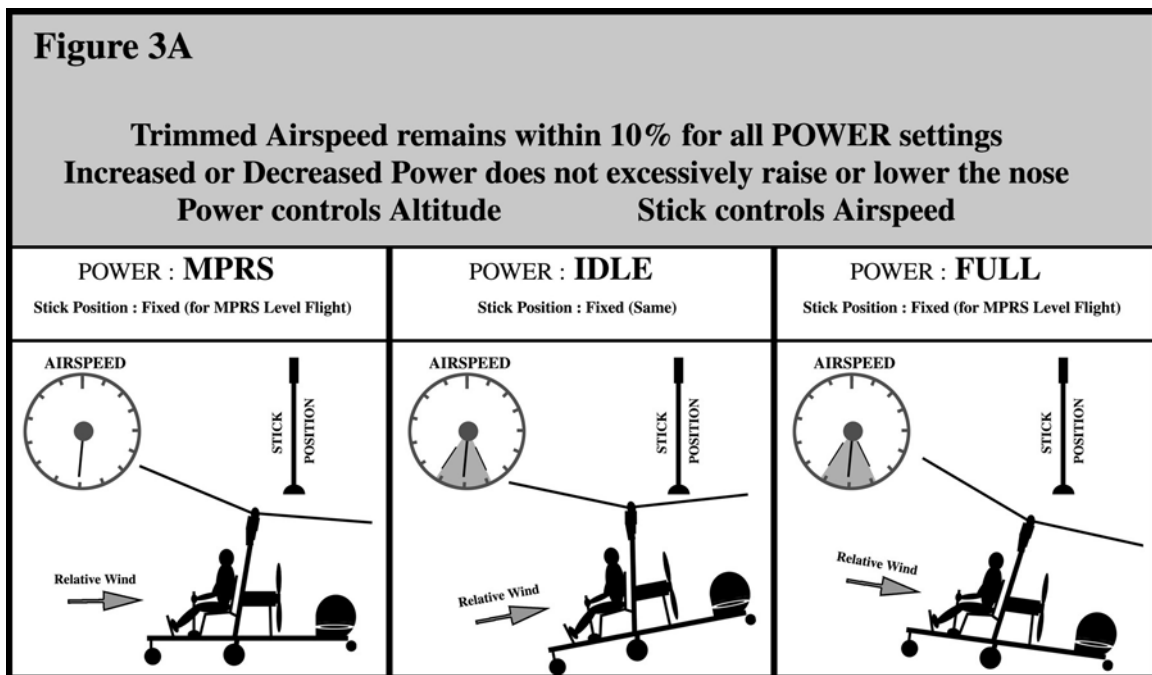 Figure 3A
Trimmed Airspeed remains within 10% for all POWER settings
Increased or Decreased Power does not excessively raise or lower the nose
Power controls Altitude Stick controls Airspeed
POWER : MPRS
Stick Position : Fixed (for MPRS Level Flight)
AIRSPEED
STICK
POSITION
Relative Wind
POWER : IDLE
Stick Position : Fixed (Same)
AIRSPEED
STICK
POSITION
Relative Wind
POWER : FULL
Stick Position : Fixed (for MPRS Level Flight)
AIRSPEED
STICK
POSITION
Relative Wind